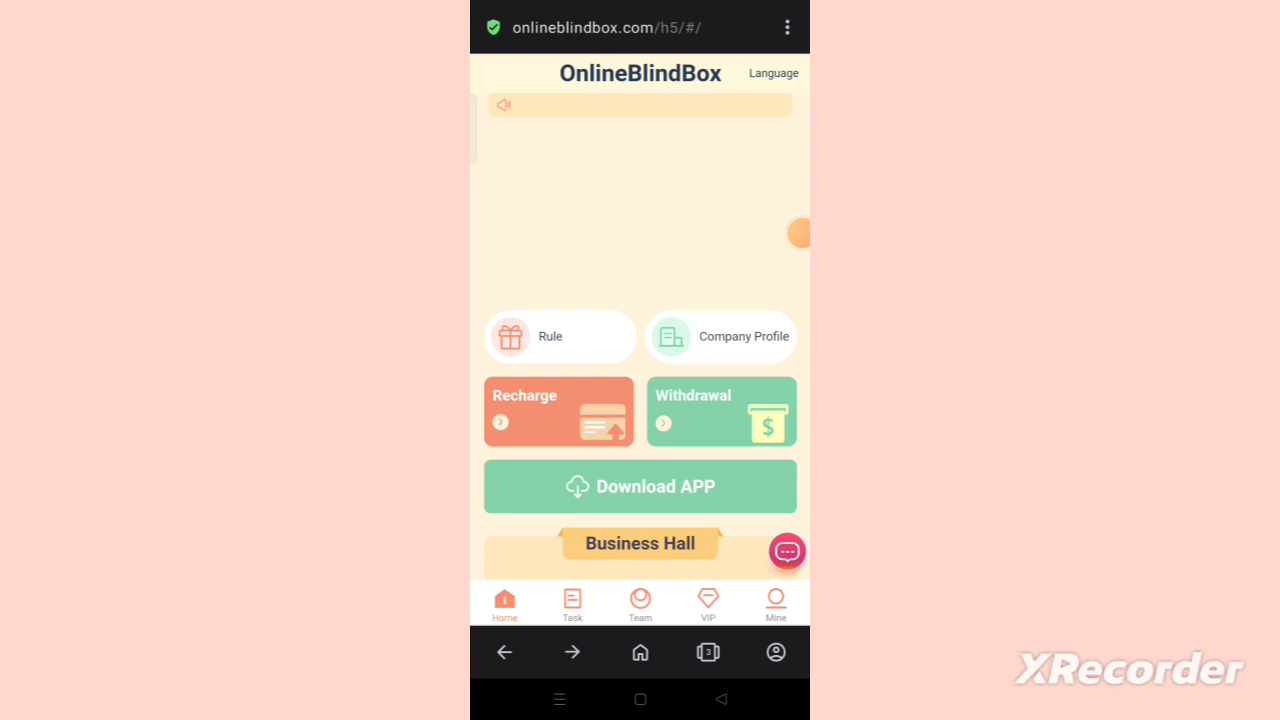 onlineblindbox.com/h5/#/
OnlineBlindBox
Language
Rule
Company Profile
Recharge
Withdrawal
$
Download APP
Business Hall
Home
Task
Team
VIP
Mine
3
XRecorder